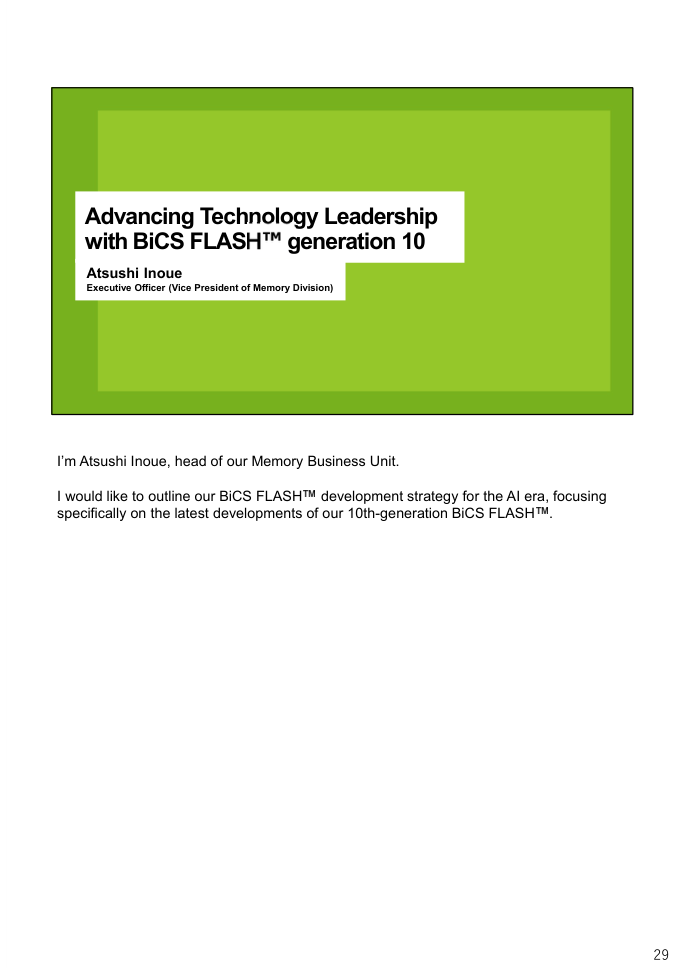 Advancing Technology Leadership
with BiCS FLASH™ generation 10
Atsushi Inoue
Executive Officer (Vice President of Memory Division)
I’m Atsushi Inoue, head of our Memory Business Unit.
I would like to outline our BiCS FLASH™ development strategy for the AI era, focusing
specifically on the latest developments of our 10th-generation BiCS FLASH™.
29